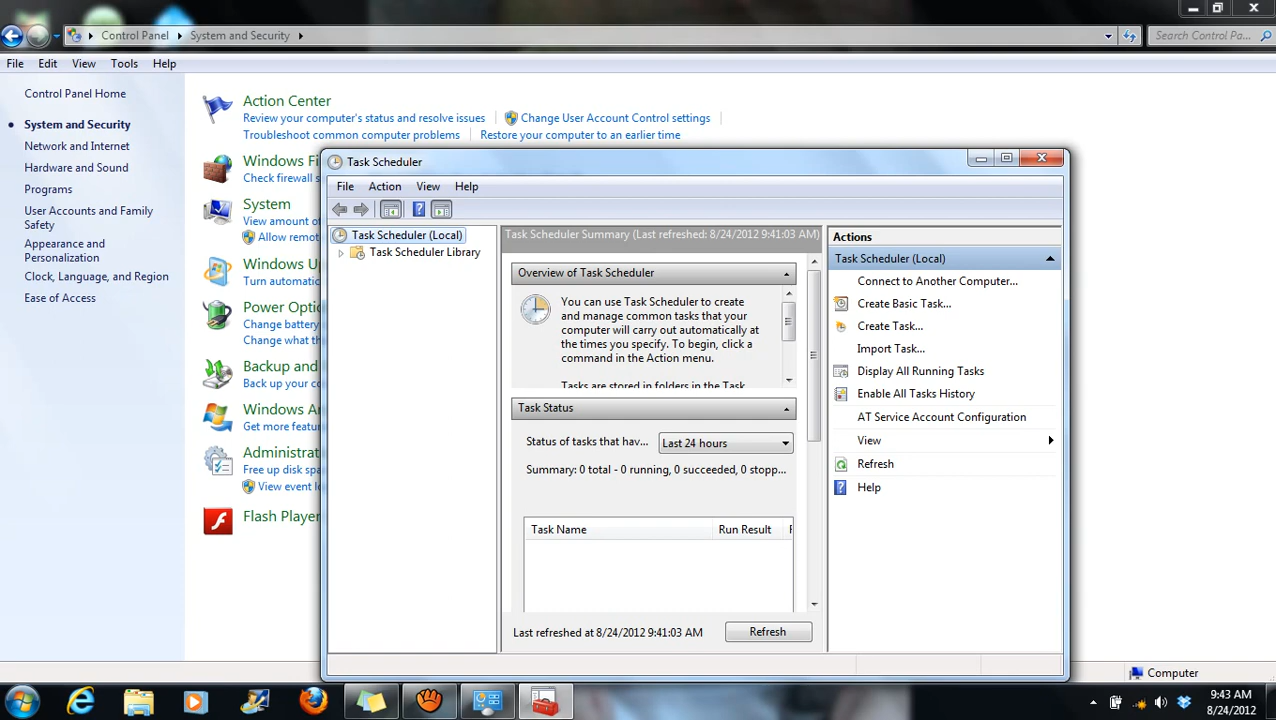 Control Panel
System and Security
Search Control Pa...
File Edit View Tools Help
Control Panel Home
System and Security
Network and Internet
Hardware and Sound
Programs
User Accounts and Family
Safety
Appearance and
Personalization
Clock, Language, and Region
Ease of Access
Action Center
Review your computer's status and resolve issues
Change User Account Control settings
Troubleshoot common computer problems
Restore your computer to an earlier time
Windows Fi
Check firewall s
System
View amount of
Allow remot
Windows U
Turn automatic
Power Optio
Change battery
Change what th
Backup and
Back up your co
Windows A
Get more featur
Administrat
Free up disk spa
View event lo
Flash Player
Task Scheduler
File Action View Help
Task Scheduler (Local)
Task Scheduler Library
Task Scheduler Summary (Last refreshed: 8/24/2012 9:41:03 AM)
Overview of Task Scheduler
You can use Task Scheduler to create
and manage common tasks that your
computer will carry out automatically at
the times you specify. To begin, click a
command in the Action menu.
Tasks are stored in folders in the Task
Task Status
Status of tasks that hav...
Last 24 hours
Summary: 0 total - 0 running, 0 succeeded, 0 stopp...
Task Name
Run Result
Last refreshed at 8/24/2012 9:41:03 AM
Refresh
Actions
Task Scheduler (Local)
Connect to Another Computer...
Create Basic Task...
Create Task...
Import Task...
Display All Running Tasks
Enable All Tasks History
AT Service Account Configuration
View
Refresh
Help
Computer
9:43 AM
8/24/2012